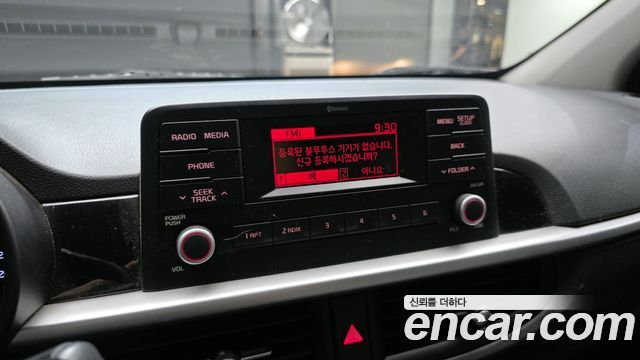 Bluetooth
RADIO MEDIA
PHONE
SEEK
TRACK
POWER
PUSH
VOL
FM1 9:30
등록된 블루투스 기기가 없습니다.
신규 등록하시겠습니까?
1 예 2 아니요
1 RPT 2 RDM 3 4 5 6
MENU SETUP
CLOCK
BACK
FOLDER
FILE
신뢰를 더하다
encar.com